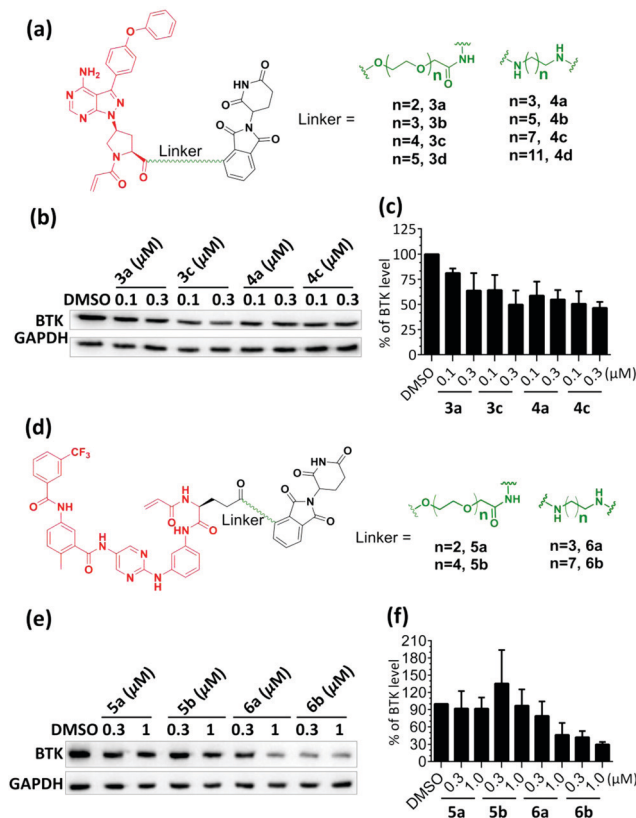 (a)
O
NH2
N
N
N
N
N
O
O
Linker
O
NH
O
N
O
O
Linker =
O
O
n
NH
O
H
N
n
N
H
n=2, 3a
n=3, 3b
n=4, 3c
n=5, 3d
n=3, 4a
n=5, 4b
n=7, 4c
n=11, 4d
(b)
3a (µM)
3c (µM)
4a (µM)
4c (µM)
DMSO 0.1 0.3 0.1 0.3 0.1 0.3 0.1 0.3
BTK
GAPDH
(c)
% of BTK level
125
100
75
50
25
0
DMSO 0.1 0.3 0.1 0.3 0.1 0.3 0.1 0.3 (µM)
3a 3c 4a 4c
(d)
CF3
O
NH
O
H
N
N
N
N
H
O
NH
O
NH
O
Linker
O
HN
O
O
N
O
Linker =
O
O
n
NH
O
H
N
n
N
H
n=2, 5a
n=4, 5b
n=3, 6a
n=7, 6b
(e)
5a (µM)
5b (µM)
6a (µM)
6b (µM)
DMSO 0.3 1 0.3 1 0.3 1 0.3 1
BTK
GAPDH
(f)
% of BTK level
210
180
150
120
90
60
30
0
DMSO 0.3 1.0 0.3 1.0 0.3 1.0 0.3 1.0 (µM)
5a 5b 6a 6b